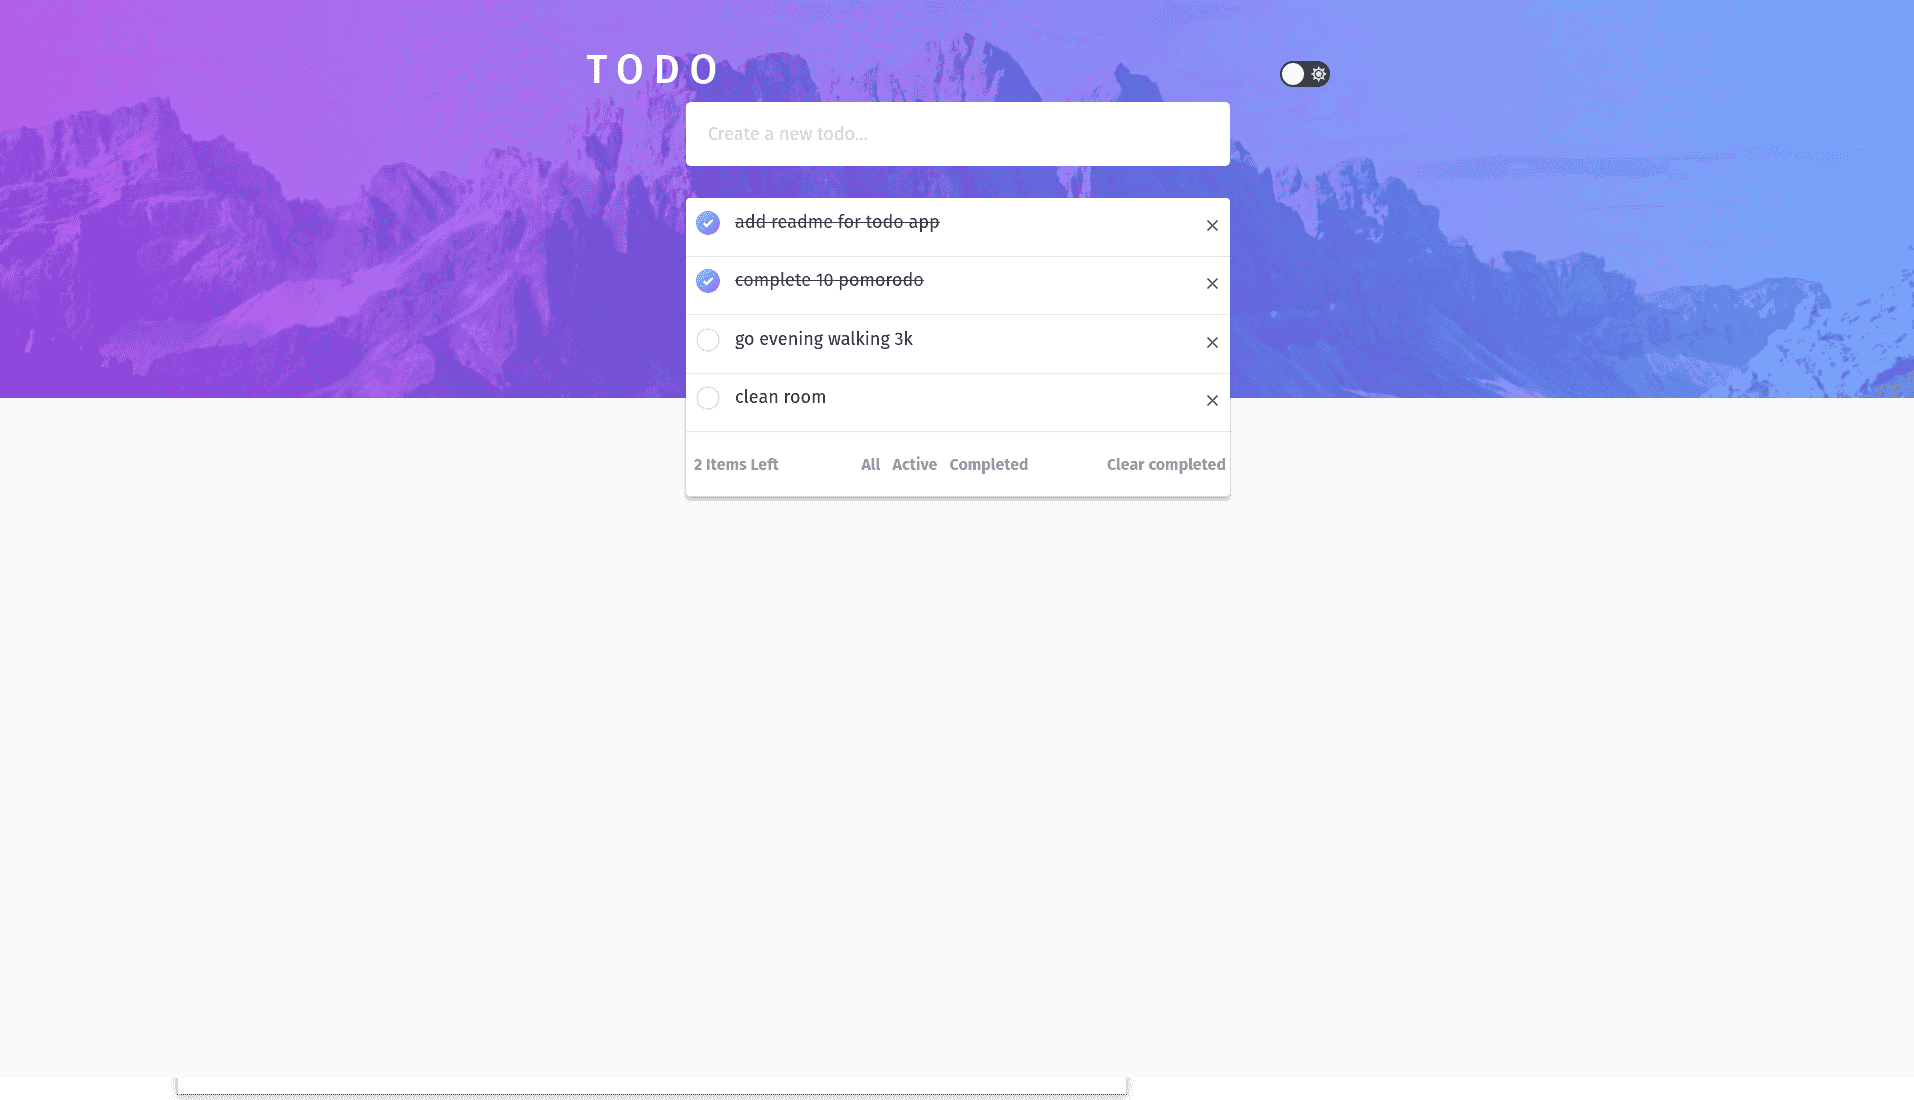 TODO
Create a new todo...
add readme for todo app
complete 10 pomorodo
go evening walking 3k
clean room
2 Items Left All Active Completed Clear completed